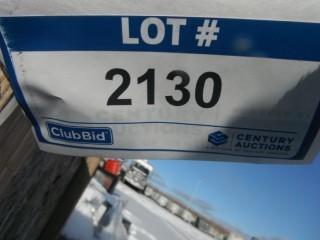 LOT #
2130
ClubBid
CENTURY
AUCTIONS